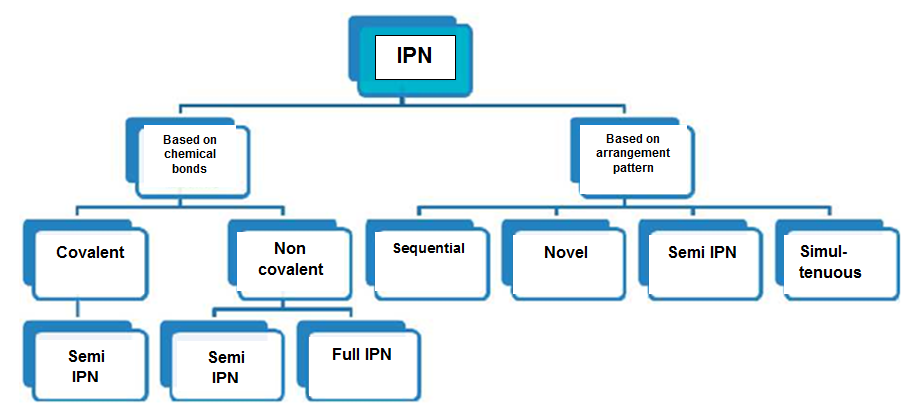 IPN
Based on
chemical
bonds
Based on
arrangement
pattern
Covalent
Non
covalent
Sequential
Novel
Semi IPN
Simul-
tenuous
Semi
IPN
Semi
IPN
Full IPN